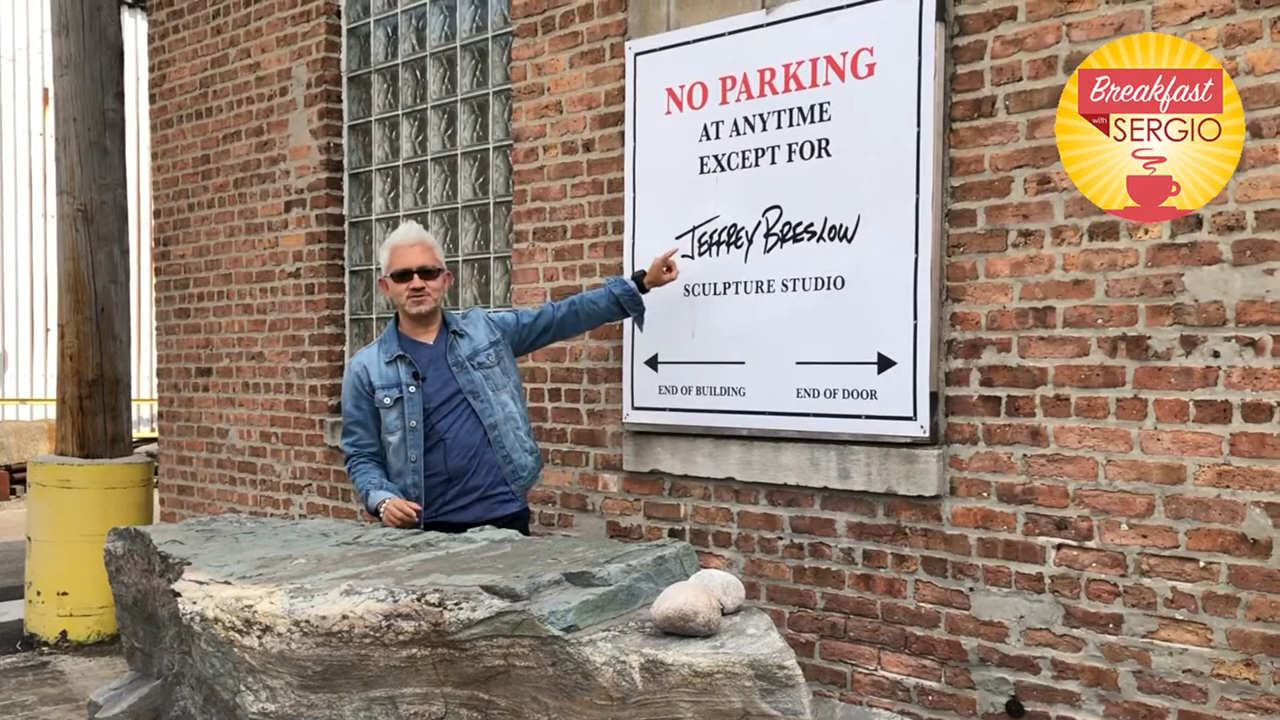 NO PARKING
AT ANYTIME
EXCEPT FOR
JEFFREY BRESLOW
SCULPTURE STUDIO
END OF BUILDING
END OF DOOR
Breakfast
with
SERGIO